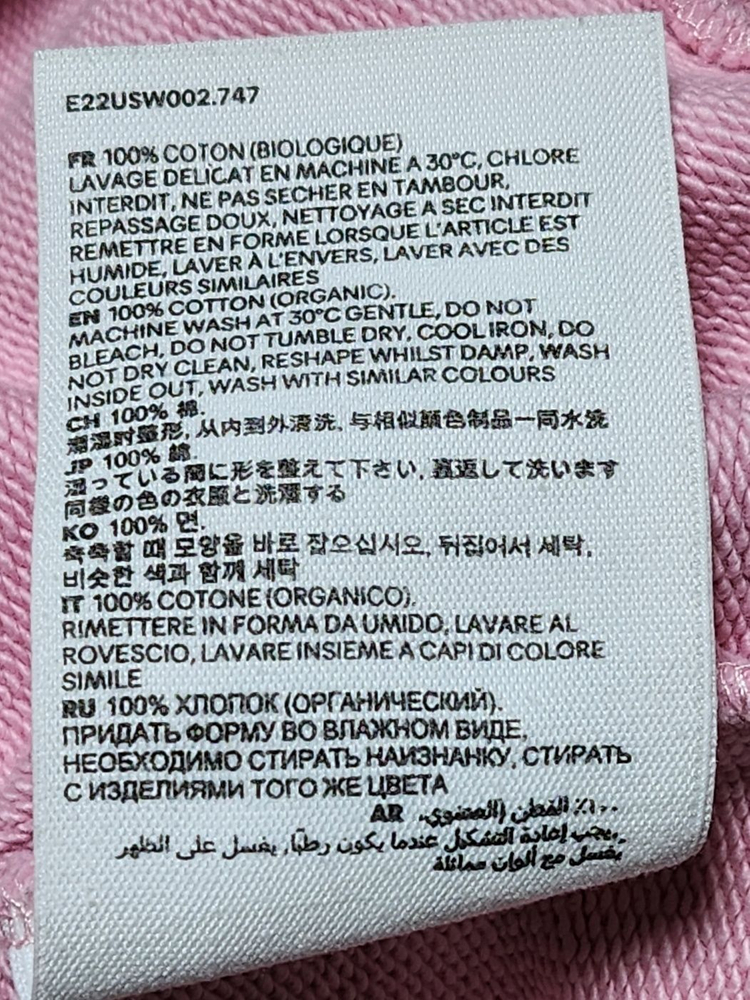 E22USW002.747
FR 100% COTON (BIOLOGIQUE)
LAVAGE DELICAT EN MACHINE A 30°C, CHLORE
INTERDIT, NE PAS SECHER EN TAMBOUR,
REPASSAGE DOUX, NETTOYAGE A SEC INTERDIT
REMETTRE EN FORME LORSQUE L'ARTICLE EST
HUMIDE, LAVER À L'ENVERS, LAVER AVEC DES
COULEURS SIMILAIRES
EN 100% COTTON (ORGANIC).
MACHINE WASH AT 30°C GENTLE, DO NOT
BLEACH, DO NOT TUMBLE DRY, COOL IRON, DO
NOT DRY CLEAN, RESHAPE WHILST DAMP, WASH
INSIDE OUT, WASH WITH SIMILAR COLOURS
CH 100% 棉.
潮湿时整形, 从内到外清洗, 与相似颜色制品一同水洗
JP 100% 綿.
湿っている間に形を整えて下さい, 裏返して洗います
同様の色の衣服と洗濯する
KO 100% 면.
축축할 때 모양을 바로 잡으십시오, 뒤집어서 세탁,
비슷한 색과 함께 세탁
IT 100% COTONE (ORGANICO).
RIMETTERE IN FORMA DA UMIDO, LAVARE AL
ROVESCIO, LAVARE INSIEME A CAPI DI COLORE
SIMILE
RU 100% ХЛОПОК (ОРГАНИЧЕСКИЙ).
ПРИДАТЬ ФОРМУ ВО ВЛАЖНОМ ВИДЕ,
НЕОБХОДИМО СТИРАТЬ НАИЗНАНКУ, СТИРАТЬ
С ИЗДЕЛИЯМИ ТОГО ЖЕ ЦВЕТА
١٠٠٪ القطن (العضوي). AR
يجب إعادة التشكيل عندما يكون رطبًا, يغسل على الظهر,
يغسل مع ألوان مماثلة